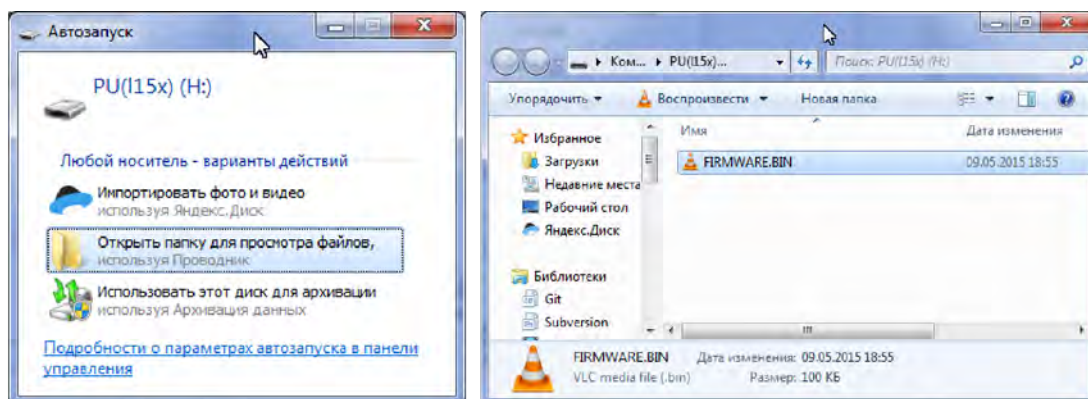 Автозапуск
PU(l15x) (H:)
Любой носитель - варианты действий
Импортировать фото и видео
используя Яндекс.Диск
Открыть папку для просмотра файлов,
используя Проводник
Использовать этот диск для архивации
используя Архивация данных
Подробности о параметрах автозапуска в панели
управления
Ком... PU(l15x)...
Поиск: PU(l15x) (H:)
Упорядочить Воспроизвести Новая папка
Избранное
Загрузки
Недавние места
Рабочий стол
Яндекс.Диск
Библиотеки
Git
Subversion
Имя Дата изменения
FIRMWARE.BIN 09.05.2015 18:55
FIRMWARE.BIN Дата изменения: 09.05.2015 18:55
VLC media file (.bin) Размер: 100 КБ